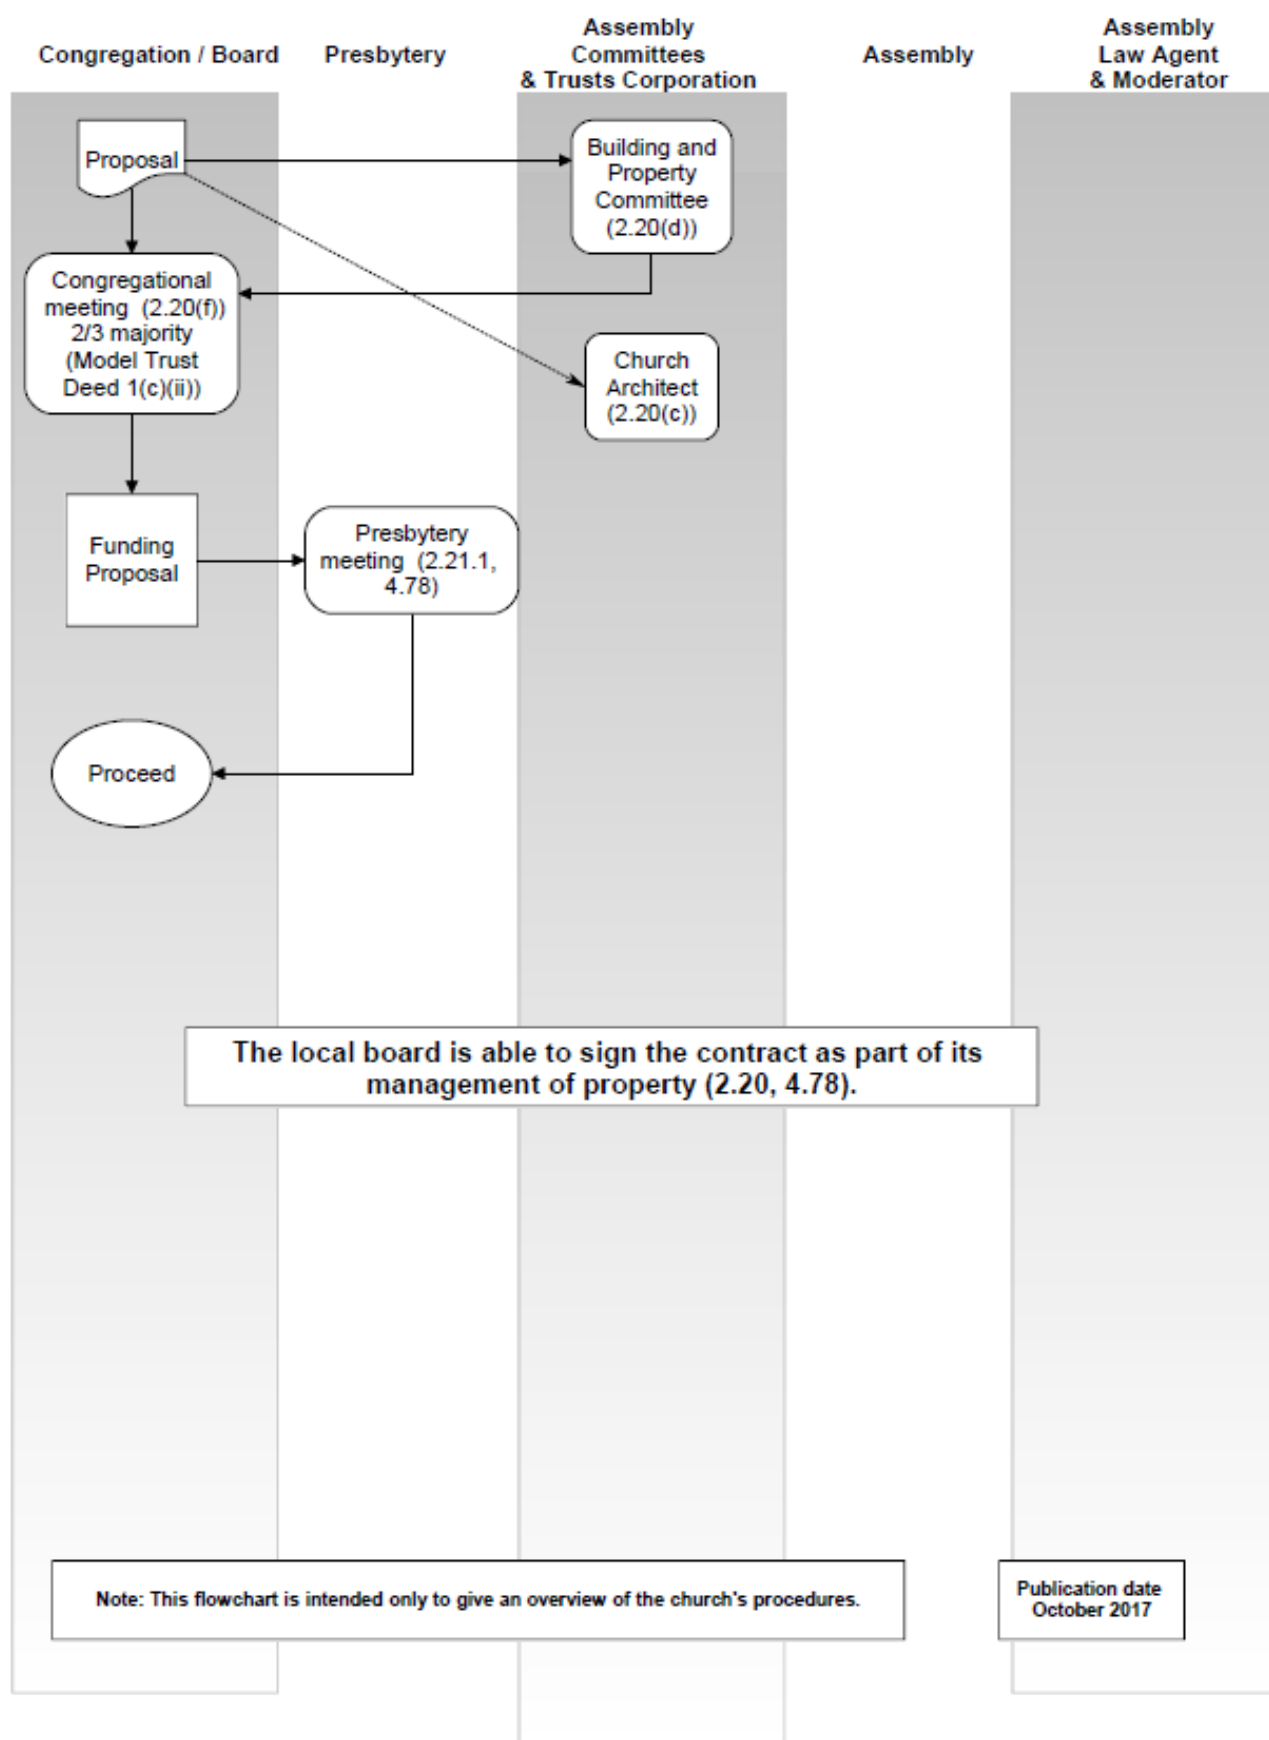 Congregation / Board
Presbytery
Assembly
Committees
& Trusts Corporation
Assembly
Assembly
Law Agent
& Moderator
Proposal
Building and
Property
Committee
(2.20(d))
Congregational
meeting (2.20(f))
2/3 majority
(Model Trust
Deed 1(c)(ii))
Church
Architect
(2.20(c))
Funding
Proposal
Presbytery
meeting (2.21.1,
4.78)
Proceed
The local board is able to sign the contract as part of its
management of property (2.20, 4.78).
Note: This flowchart is intended only to give an overview of the church's procedures.
Publication date
October 2017